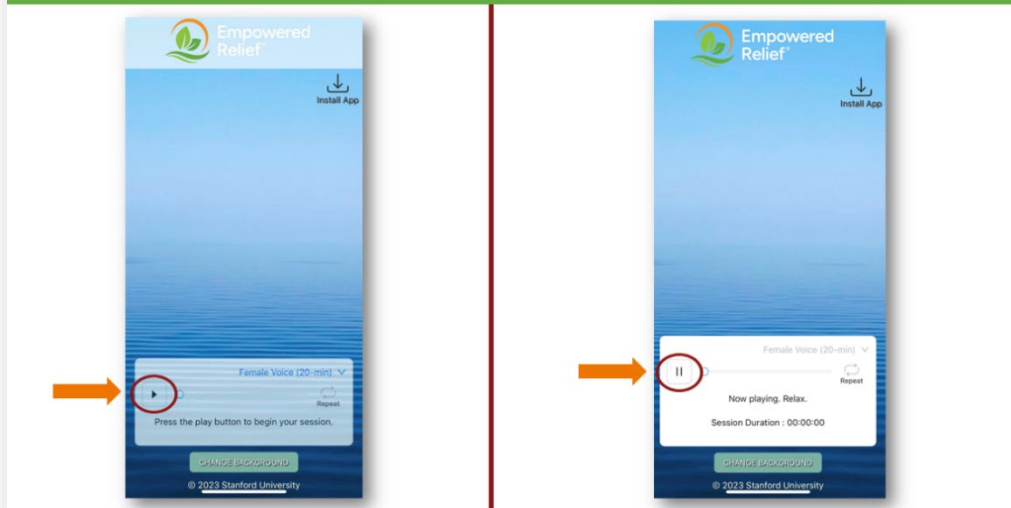 Empowered
Relief®
Install App
Female Voice (20-min)
Repeat
Press the play button to begin your session.
CHANGE BACKGROUND
© 2023 Stanford University
Empowered
Relief®
Install App
Female Voice (20-min)
Repeat
Now playing. Relax.
Session Duration : 00:00:00
CHANGE BACKGROUND
© 2023 Stanford University